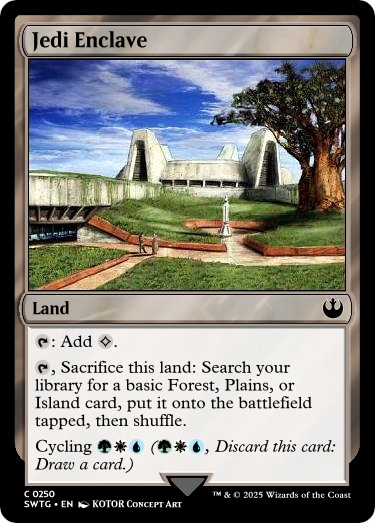 Jedi Enclave
Land
: Add .
, Sacrifice this land: Search your
library for a basic Forest, Plains, or
Island card, put it onto the battlefield
tapped, then shuffle.
Cycling (, Discard this card:
Draw a card.)
C 0250
SWTG • EN KOTOR Concept Art
™ & © 2025 Wizards of the Coast